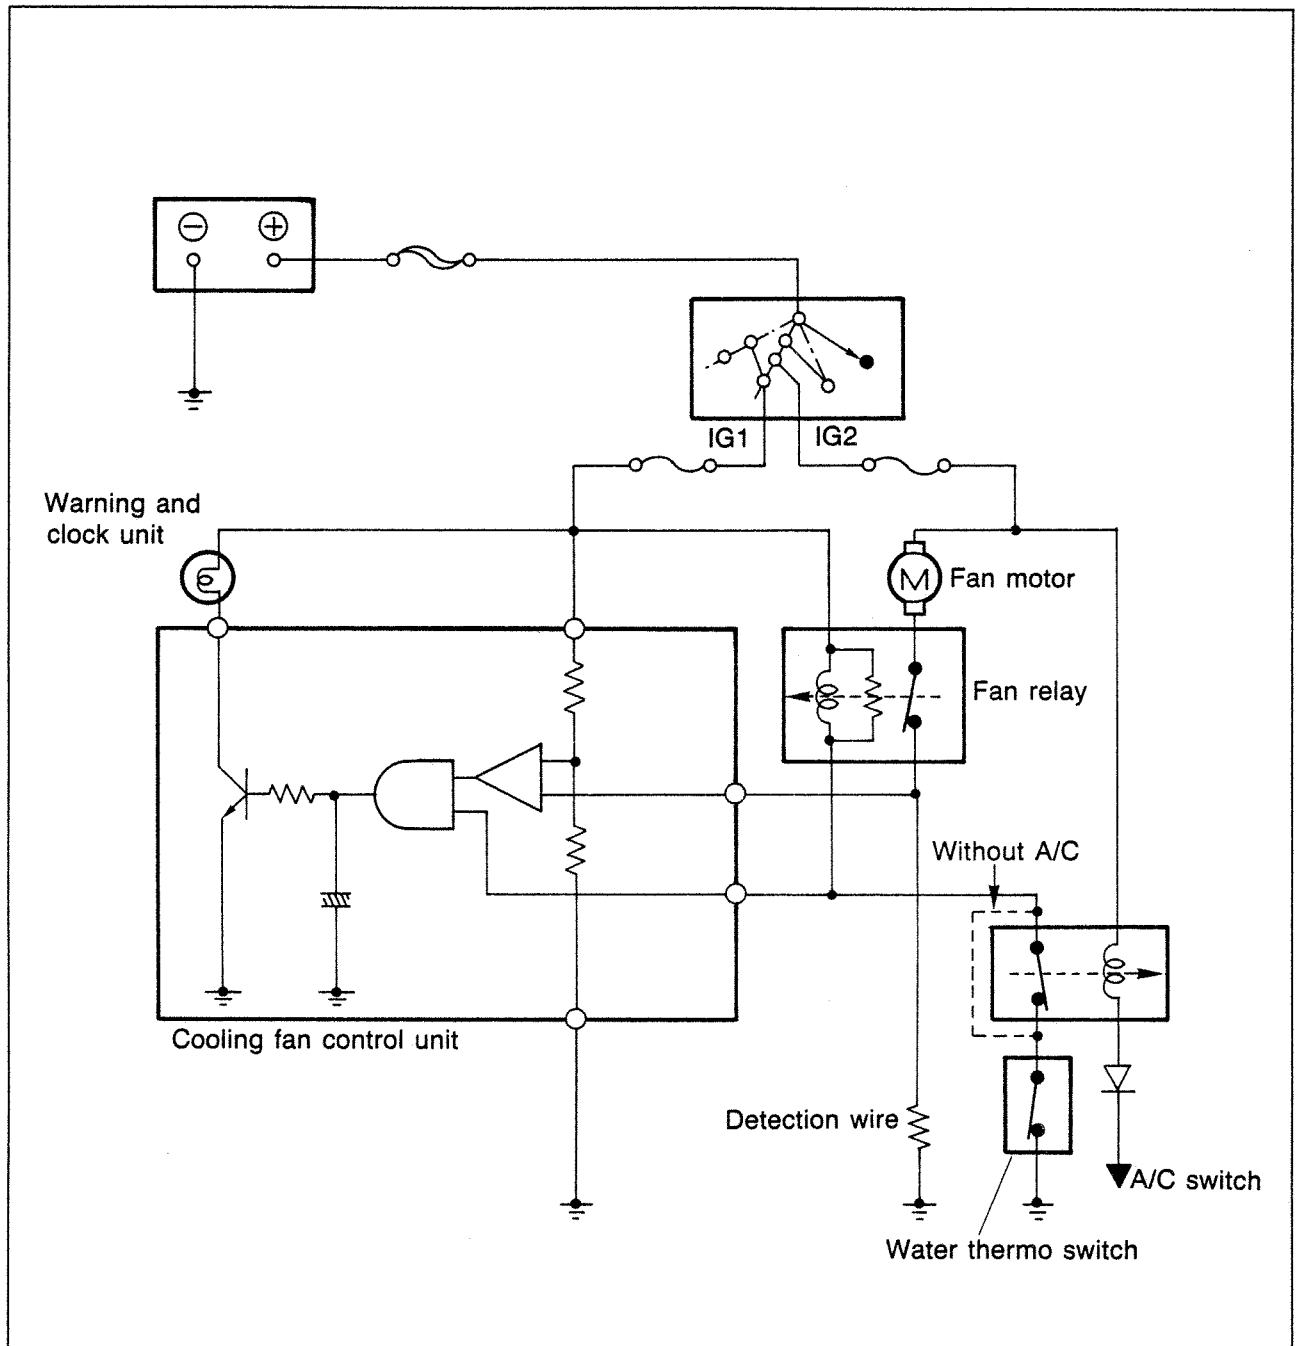 ⊖ ⊕
IG1 IG2
Warning and
clock unit
M
Fan motor
Fan relay
Without A/C
Cooling fan control unit
Detection wire
A/C switch
Water thermo switch